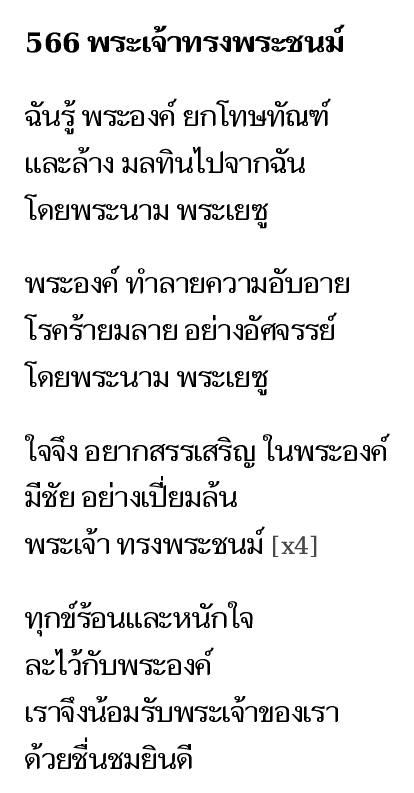 566 พระเจ้าทรงพระชนม์
ฉันรู้ พระองค์ ยกโทษทัณฑ์
และล้าง มลทินไปจากฉัน
โดยพระนาม พระเยซู
พระองค์ ทำลายความอับอาย
โรคร้ายมลาย อย่างอัศจรรย์
โดยพระนาม พระเยซู
ใจจึง อยากสรรเสริญ ในพระองค์
มีชัย อย่างเปี่ยมล้น
พระเจ้า ทรงพระชนม์ [x4]
ทุกข์ร้อนและหนักใจ
ละไว้กับพระองค์
เราจึงน้อมรับพระเจ้าของเรา
ด้วยชื่นชมยินดี